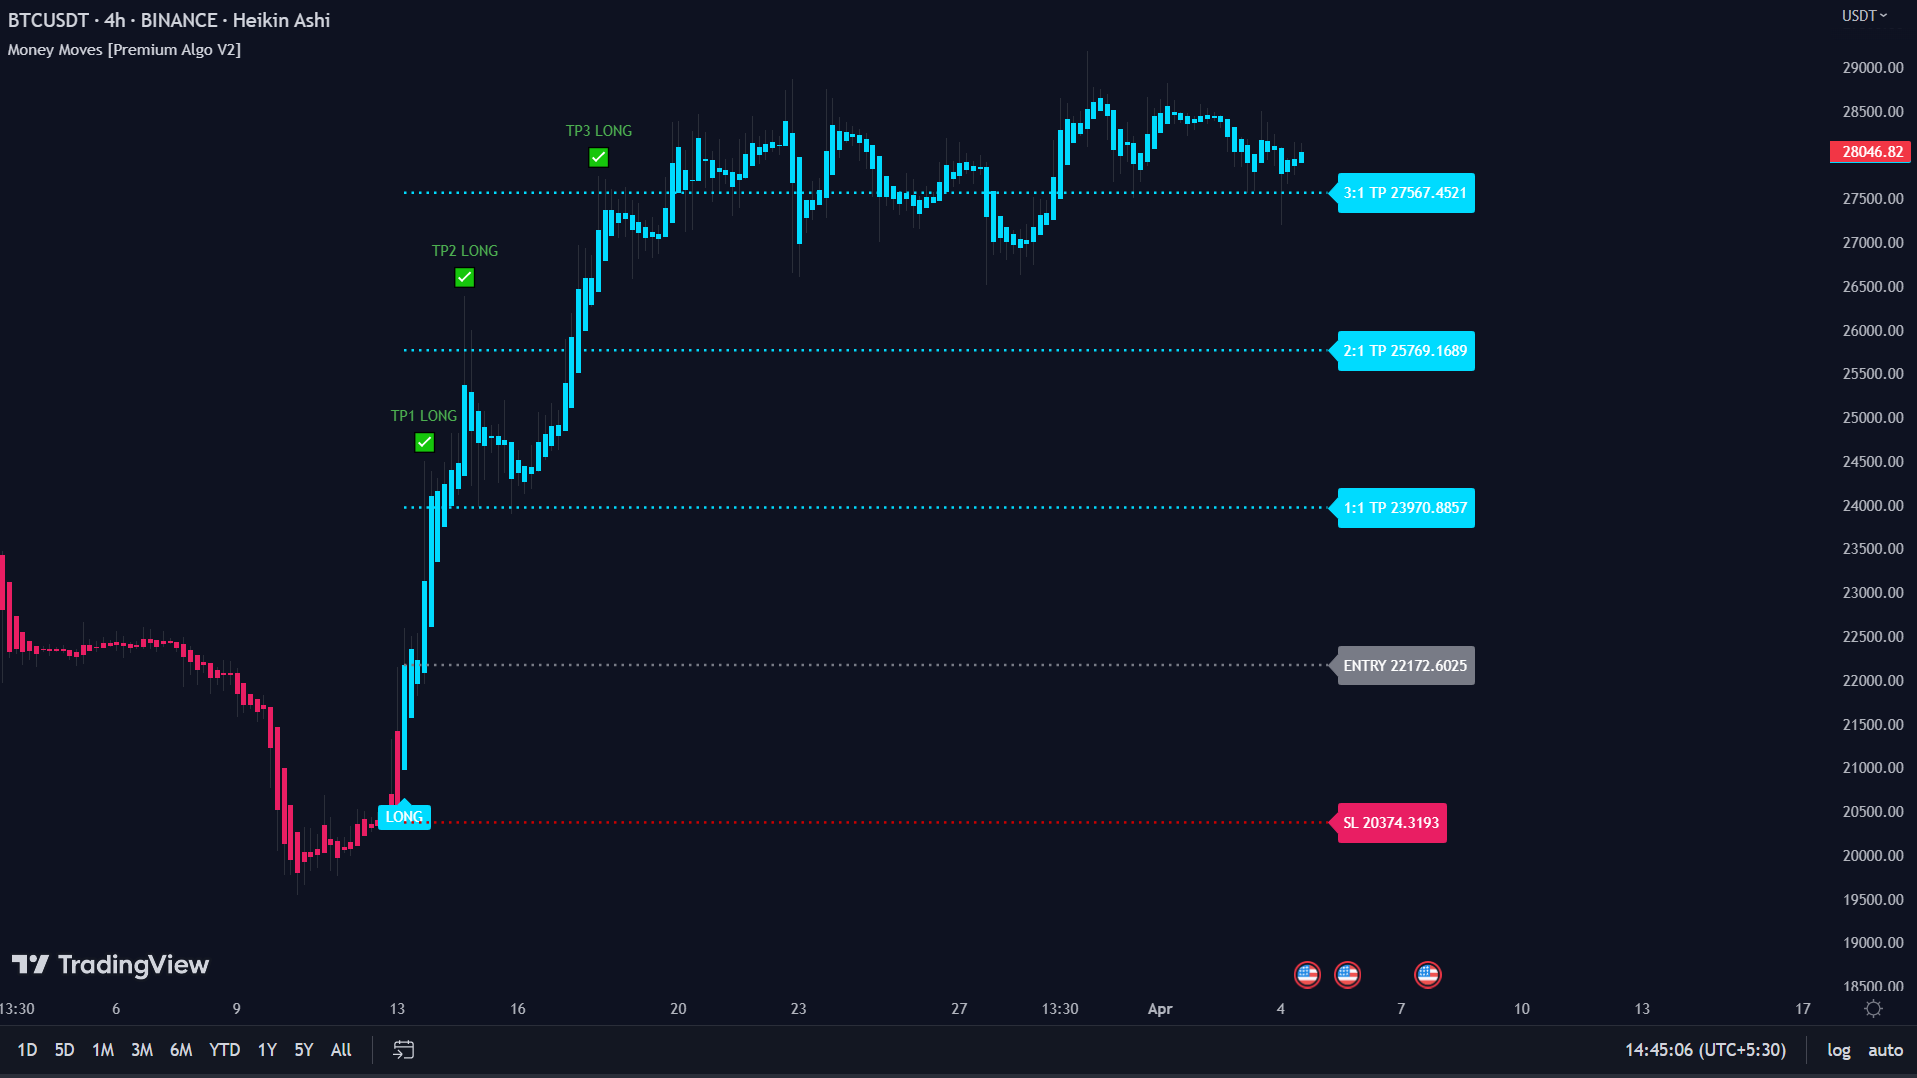 BTCUSDT · 4h · BINANCE · Heikin Ashi
Money Moves [Premium Algo V2]
USDT
29000.00
28500.00
28046.82
27500.00
27000.00
26500.00
26000.00
25500.00
25000.00
24500.00
24000.00
23500.00
23000.00
22500.00
22000.00
21500.00
21000.00
20500.00
20000.00
19500.00
19000.00
18500.00
TP3 LONG
TP2 LONG
TP1 LONG
LONG
3:1 TP 27567.4521
2:1 TP 25769.1689
1:1 TP 23970.8857
ENTRY 22172.6025
SL 20374.3193
TradingView
13:30 6 9 13 16 20 23 27 13:30 Apr 4 7 10 13 17
1D 5D 1M 3M 6M YTD 1Y 5Y All
14:45:06 (UTC+5:30) log auto